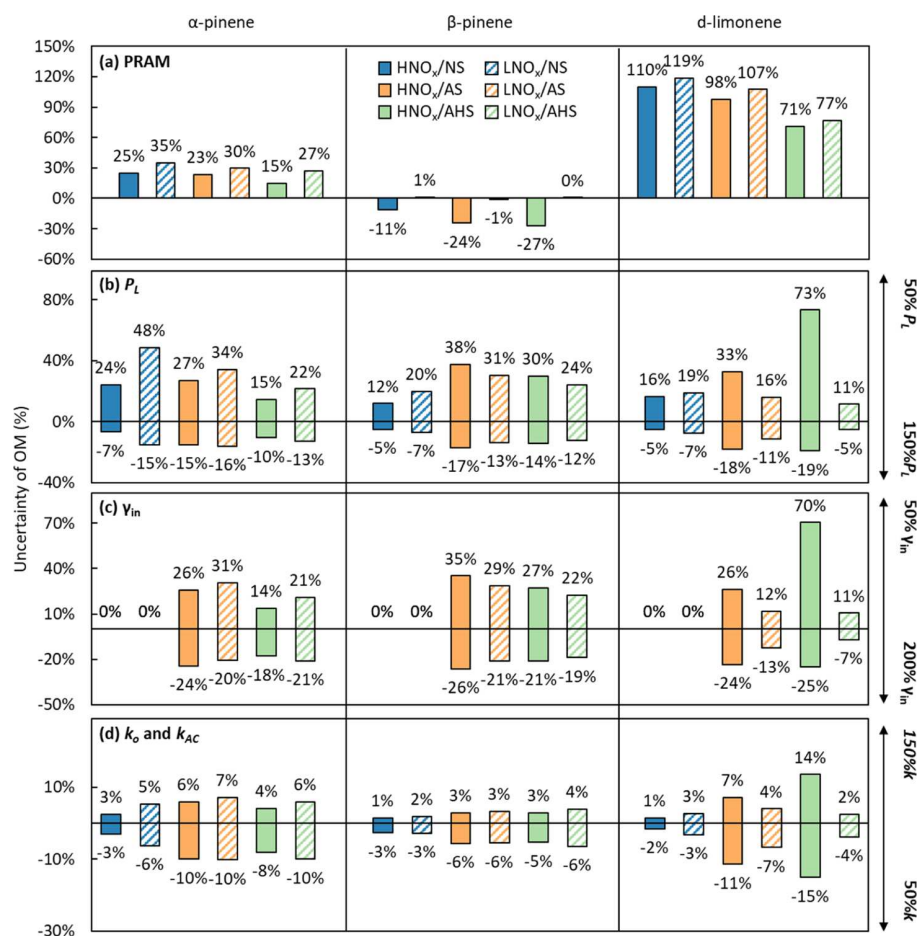 α-pinene β-pinene d-limonene
Uncertainty of OM (%)
150%
120%
90%
60%
30%
0%
-30%
-60%
(a) PRAM
HNOx/NS LNOx/NS
HNOx/AS LNOx/AS
HNOx/AHS LNOx/AHS
25% 35% 23% 30% 15% 27%
1% -1% 0%
-11% -24% -27%
110% 119% 98% 107% 71% 77%
80%
40%
0%
-40%
(b) PL
24% 48% 27% 34% 15% 22%
-7% -15% -15% -16% -10% -13%
12% 20% 38% 31% 30% 24%
-5% -7% -17% -13% -14% -12%
16% 19% 33% 16% 73% 11%
-5% -7% -18% -11% -19% -5%
50% PL
150%PL
70%
40%
10%
-20%
-50%
(c) γin
0% 0% 26% 31% 14% 21%
-24% -20% -18% -21%
0% 0% 35% 29% 27% 22%
-26% -21% -21% -19%
0% 0% 26% 12% 70% 11%
-24% -13% -25% -7%
50% γin
200% γin
10%
-10%
-30%
(d) ko and kAC
3% 5% 6% 7% 4% 6%
-3% -6% -10% -10% -8% -10%
1% 2% 3% 3% 3% 4%
-3% -3% -6% -6% -5% -6%
1% 3% 7% 4% 14% 2%
-2% -3% -11% -7% -15% -4%
150%k
50%k